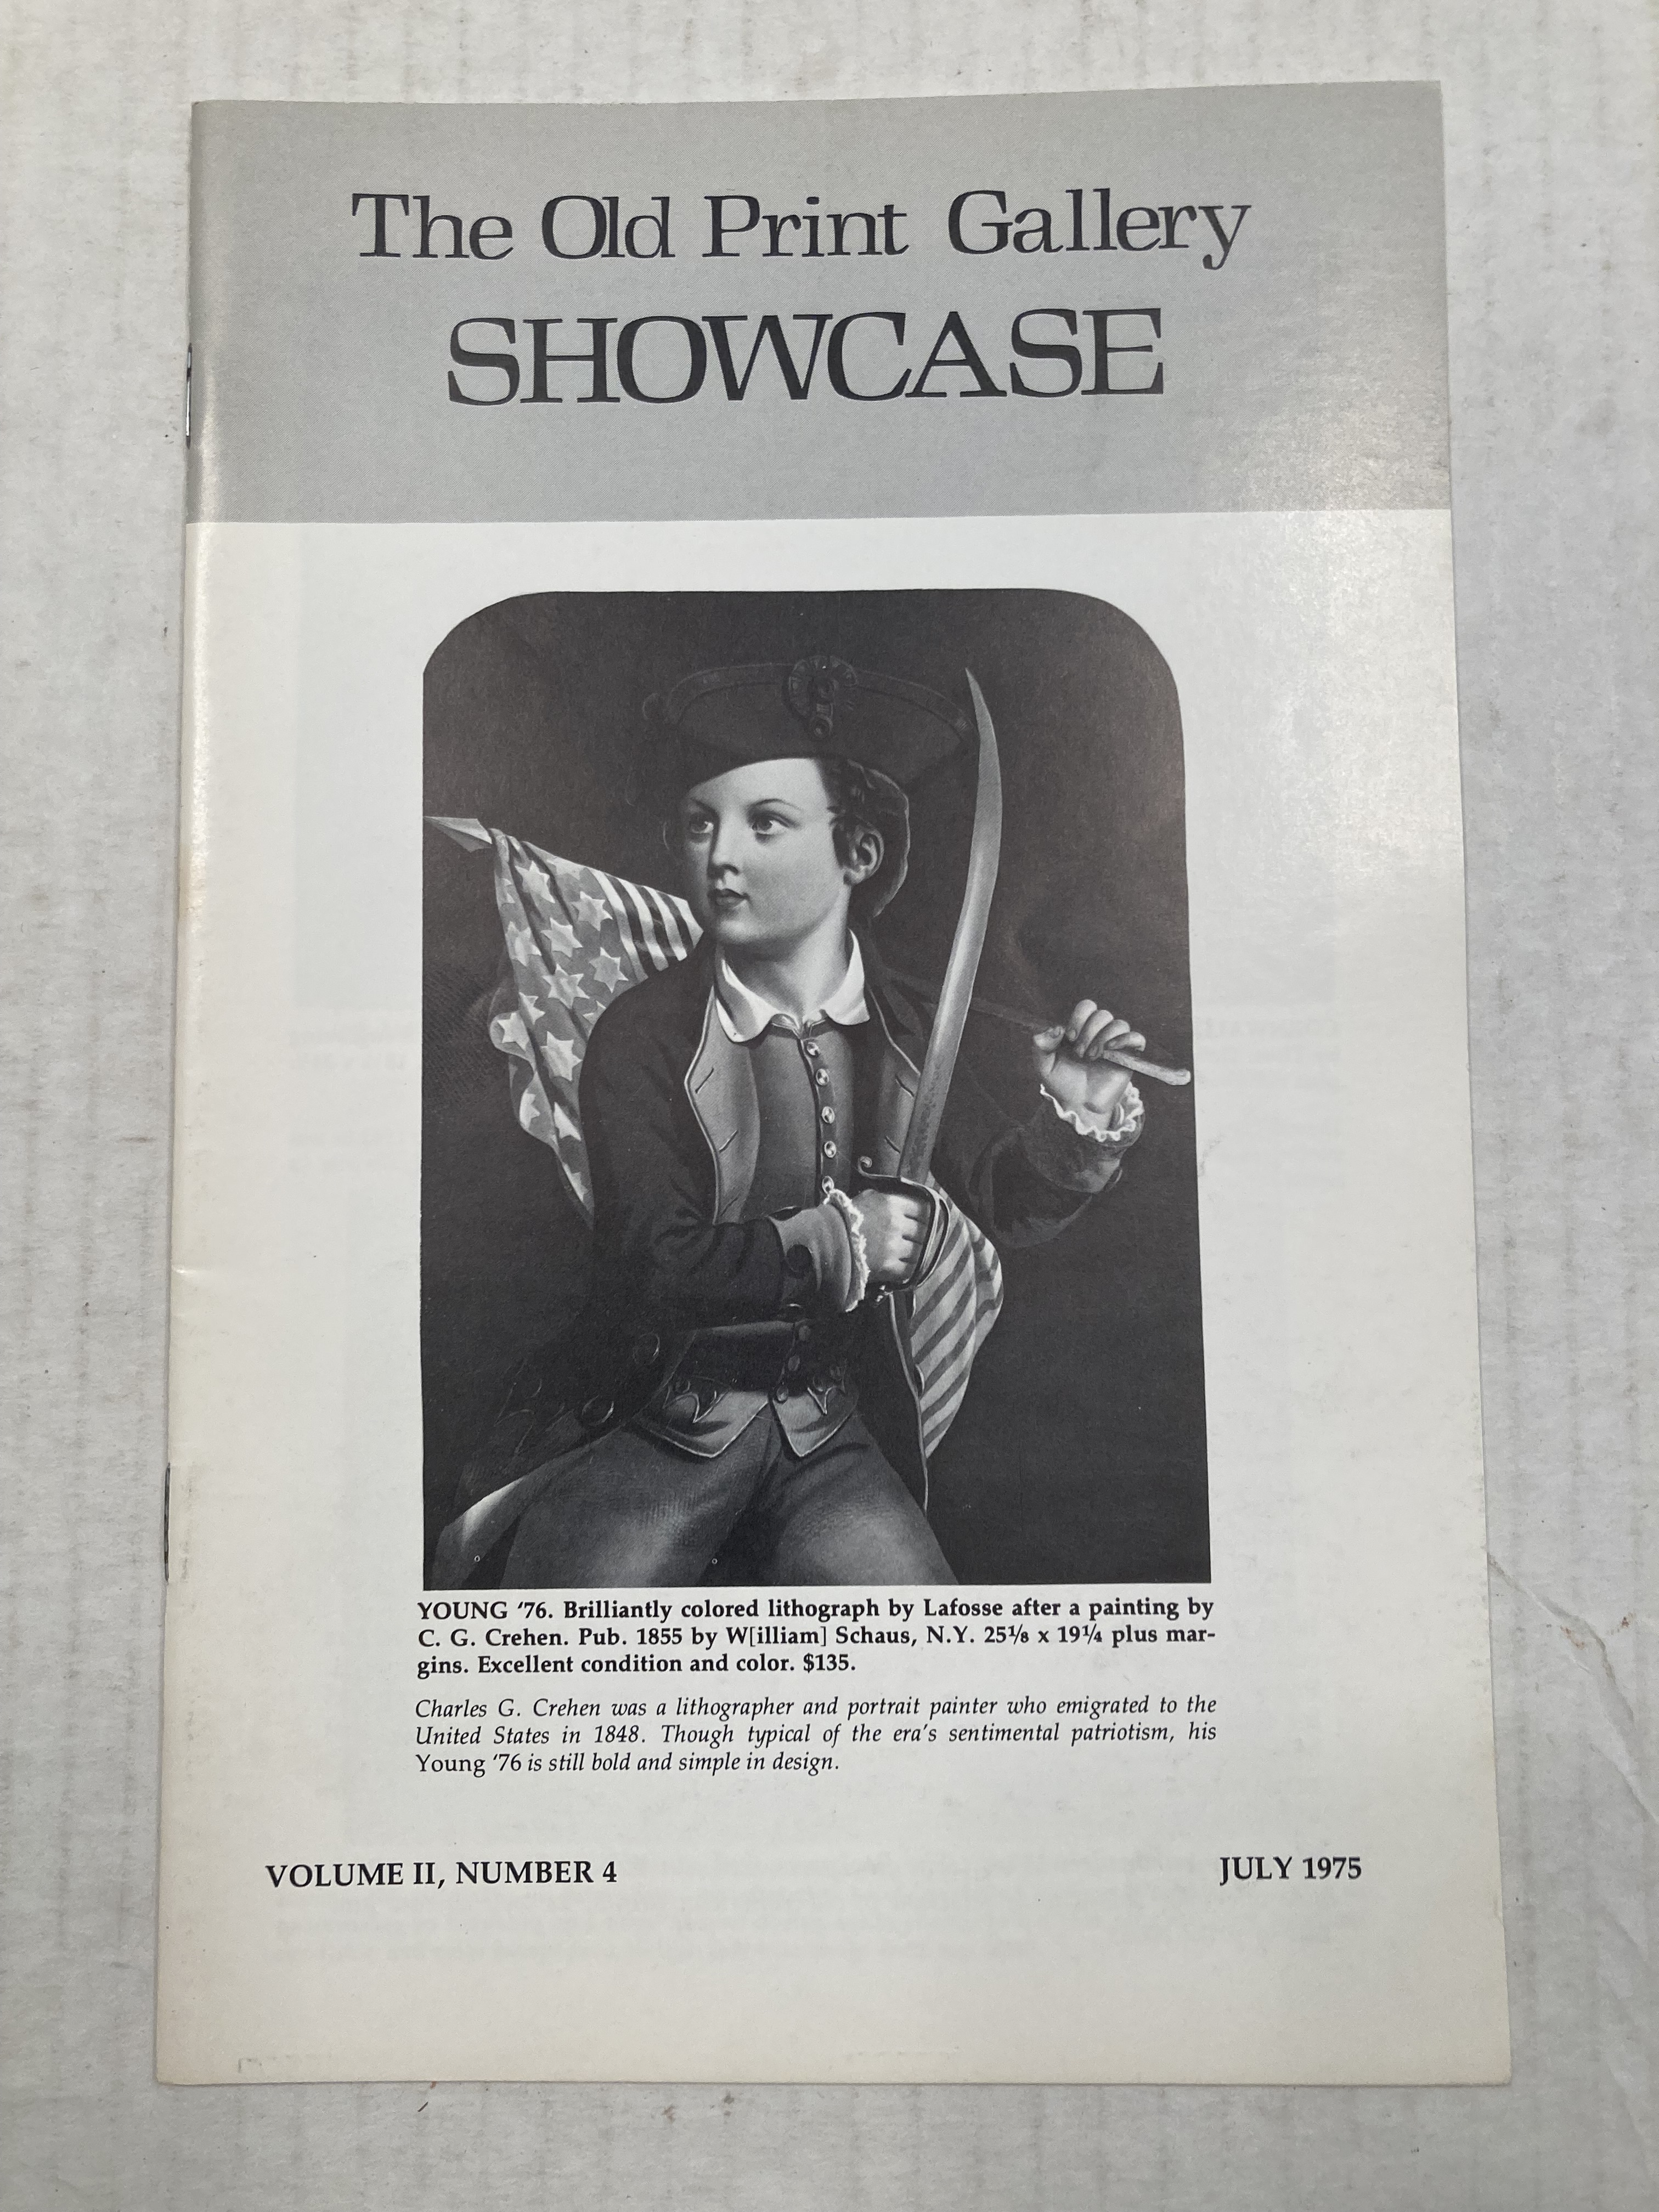 The Old Print Gallery
SHOWCASE
YOUNG ‘76. Brilliantly colored lithograph by Lafosse after a painting by
C. G. Crehen. Pub. 1855 by W[illiam] Schaus, N.Y. 25⅛ x 19¼ plus mar-
gins. Excellent condition and color. $135.
Charles G. Crehen was a lithographer and portrait painter who emigrated to the
United States in 1848. Though typical of the era’s sentimental patriotism, his
Young ‘76 is still bold and simple in design.
VOLUME II, NUMBER 4
JULY 1975